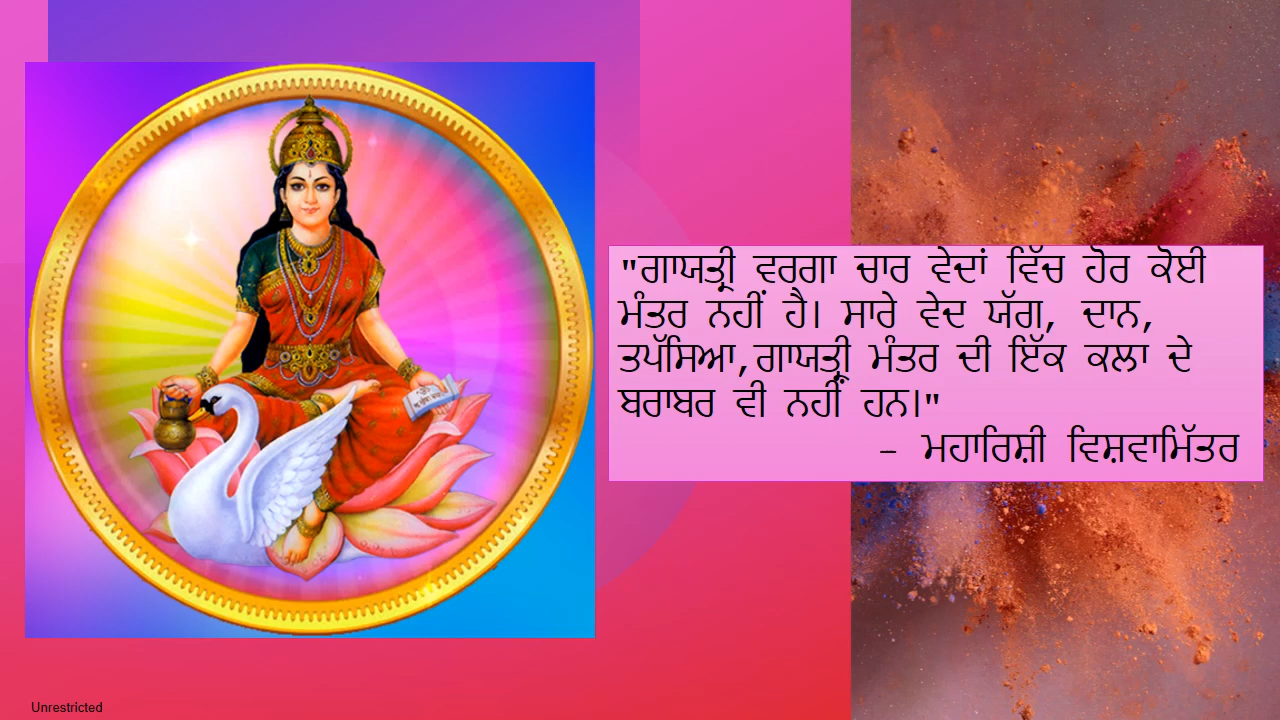 "ਗਾਯਤ੍ਰੀ ਵਰਗਾ ਚਾਰ ਵੇਦਾਂ ਵਿੱਚ ਹੋਰ ਕੋਈ
ਮੰਤਰ ਨਹੀਂ ਹੈ। ਸਾਰੇ ਵੇਦ ਯੱਗ, ਦਾਨ,
ਤਪੱਸਿਆ,ਗਾਯਤ੍ਰੀ ਮੰਤਰ ਦੀ ਇੱਕ ਕਲਾ ਦੇ
ਬਰਾਬਰ ਵੀ ਨਹੀਂ ਹਨ।"
– ਮਹਾਰਿਸ਼ੀ ਵਿਸ਼ਵਾਮਿੱਤਰ
Unrestricted